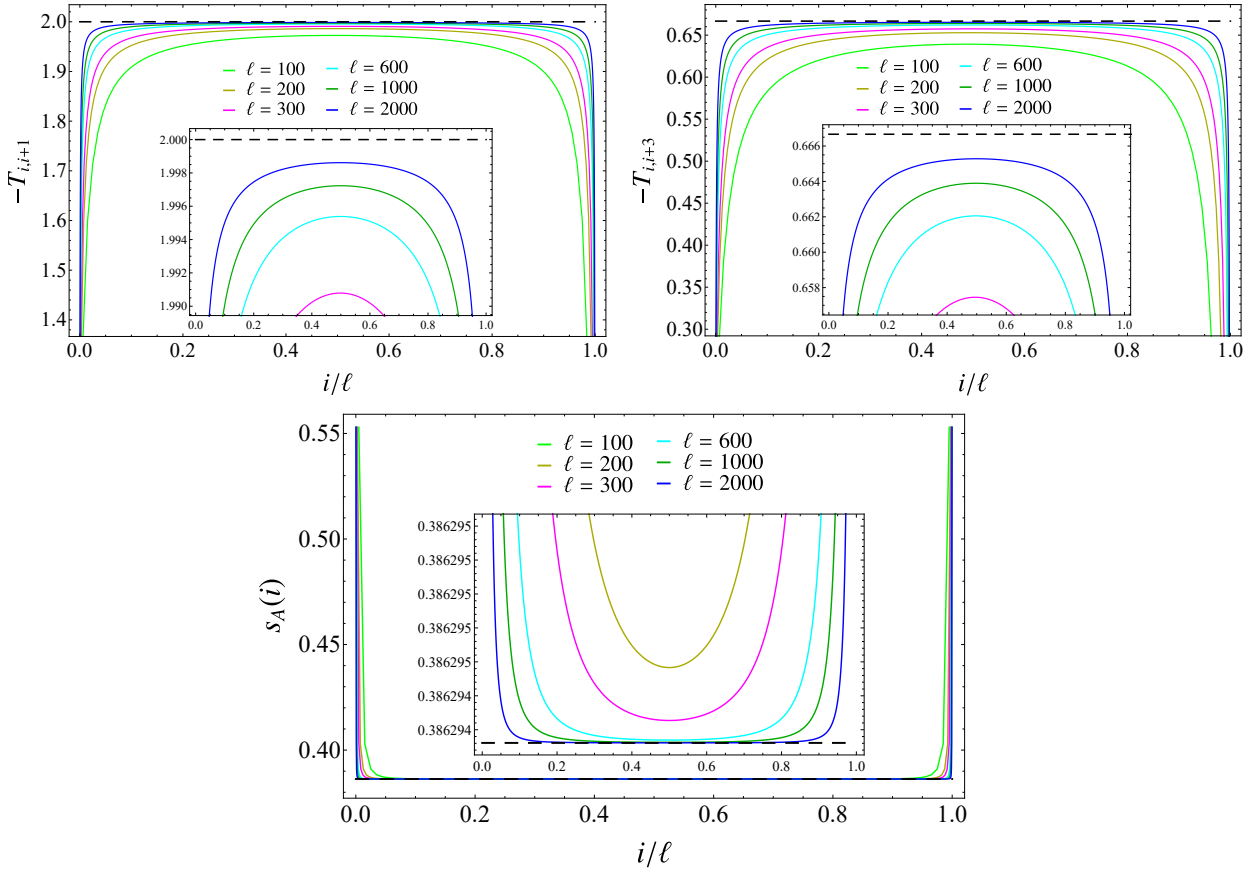 2.0
1.9
1.8
1.7
1.6
1.5
1.4
−T_{i,i+1}
ℓ = 100
ℓ = 200
ℓ = 300
ℓ = 600
ℓ = 1000
ℓ = 2000
2.000
1.998
1.996
1.994
1.992
1.990
0.0 0.2 0.4 0.6 0.8 1.0
0.0 0.2 0.4 0.6 0.8 1.0
i/ℓ
0.65
0.60
0.55
0.50
0.45
0.40
0.35
0.30
−T_{i,i+3}
ℓ = 100
ℓ = 200
ℓ = 300
ℓ = 600
ℓ = 1000
ℓ = 2000
0.666
0.664
0.662
0.660
0.658
0.0 0.2 0.4 0.6 0.8 1.0
0.0 0.2 0.4 0.6 0.8 1.0
i/ℓ
0.55
0.50
0.45
0.40
s_A(i)
ℓ = 100
ℓ = 200
ℓ = 300
ℓ = 600
ℓ = 1000
ℓ = 2000
0.386295
0.386295
0.386295
0.386295
0.386295
0.386294
0.386294
0.0 0.2 0.4 0.6 0.8 1.0
0.0 0.2 0.4 0.6 0.8 1.0
i/ℓ